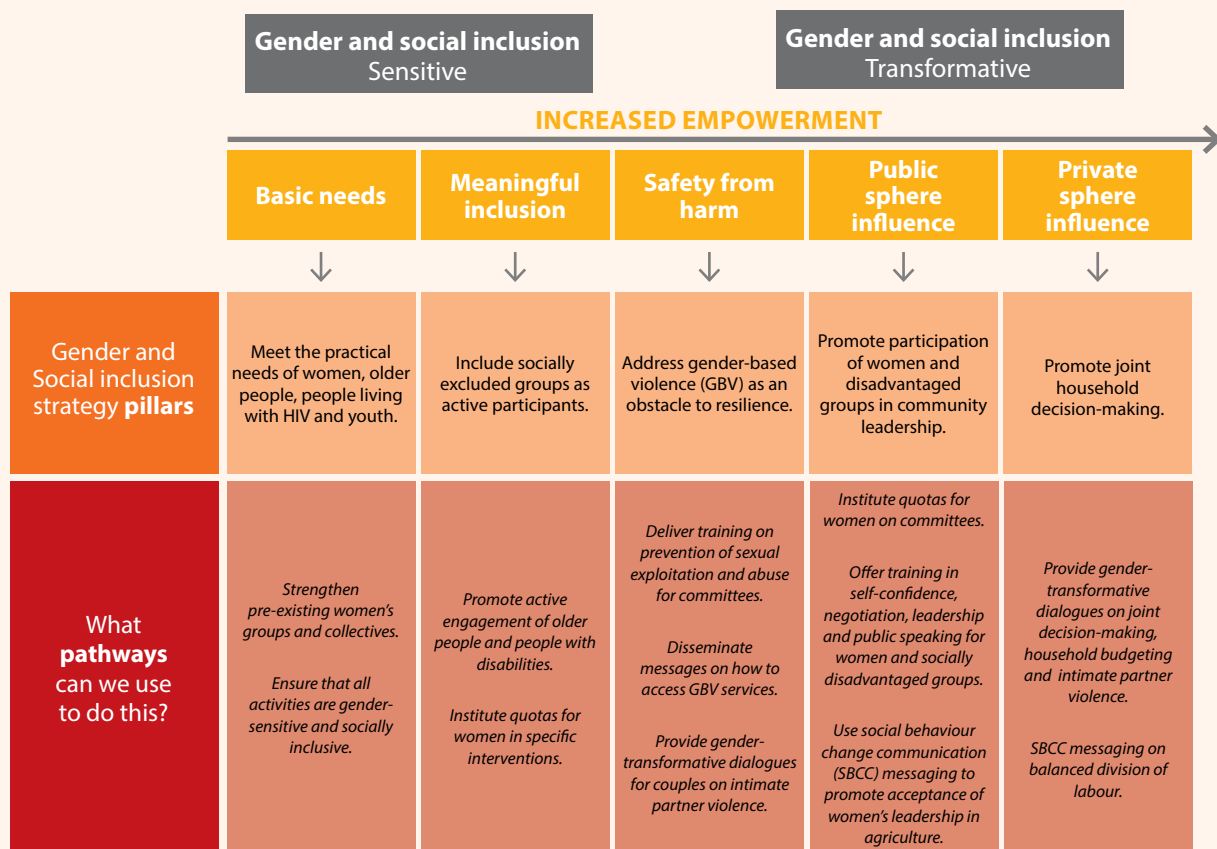 Gender and social inclusion
Sensitive
Gender and social inclusion
Transformative
INCREASED EMPOWERMENT
Basic needs
Meaningful
inclusion
Safety from
harm
Public
sphere
influence
Private
sphere
influence
Gender and
Social inclusion
strategy pillars
Meet the practical
needs of women, older
people, people living
with HIV and youth.
Include socially
excluded groups as
active participants.
Address gender-based
violence (GBV) as an
obstacle to resilience.
Promote participation
of women and
disadvantaged
groups in community
leadership.
Promote joint
household
decision-making.
What
pathways
can we use
to do this?
Strengthen
pre-existing women's
groups and collectives.
Ensure that all
activities are gender-
sensitive and socially
inclusive.
Promote active
engagement of older
people and people with
disabilities.
Institute quotas for
women in specific
interventions.
Deliver training on
prevention of sexual
exploitation and abuse
for committees.
Disseminate
messages on how to
access GBV services.
Provide gender-
transformative dialogues
for couples on intimate
partner violence.
Institute quotas for
women on committees.
Offer training in
self-confidence,
negotiation, leadership
and public speaking for
women and socially
disadvantaged groups.
Use social behaviour
change communication
(SBCC) messaging to
promote acceptance of
women's leadership in
agriculture.
Provide gender-
transformative
dialogues on joint
decision-making,
household budgeting
and intimate partner
violence.
SBCC messaging on
balanced division of
labour.